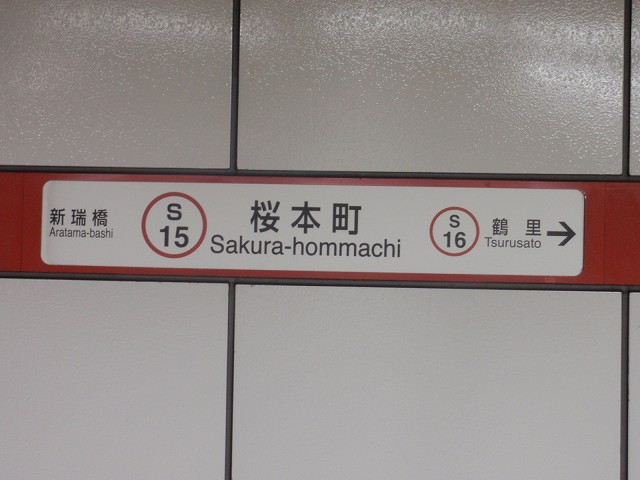 新瑞橋
Aratama-bashi
S
15
桜本町
Sakura-hommachi
S
16
鶴里
Tsurusato
→